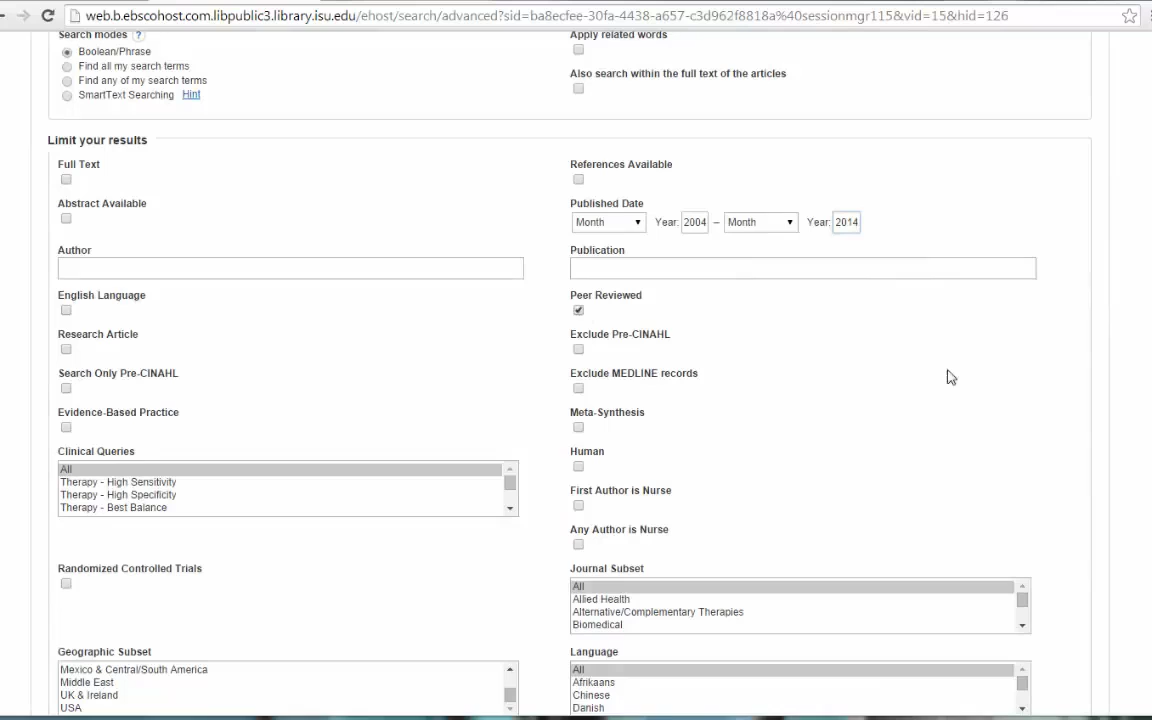 web.b.ebscohost.com.libpublic3.library.isu.edu/ehost/search/advanced?sid=ba8ecfee-30fa-4438-a657-c3d962f8818a%40sessionmgr115&vid=15&hid=126
Search modes ?
Boolean/Phrase
Find all my search terms
Find any of my search terms
SmartText Searching Hint
Apply related words
Also search within the full text of the articles
Limit your results
Full Text
References Available
Abstract Available
Published Date
Month Year: 2004 – Month Year: 2014
Author
Publication
English Language
Peer Reviewed
Research Article
Exclude Pre-CINAHL
Search Only Pre-CINAHL
Exclude MEDLINE records
Evidence-Based Practice
Meta-Synthesis
Clinical Queries
All
Therapy - High Sensitivity
Therapy - High Specificity
Therapy - Best Balance
Human
First Author is Nurse
Any Author is Nurse
Randomized Controlled Trials
Journal Subset
All
Allied Health
Alternative/Complementary Therapies
Biomedical
Geographic Subset
Mexico & Central/South America
Middle East
UK & Ireland
USA
Language
All
Afrikaans
Chinese
Danish